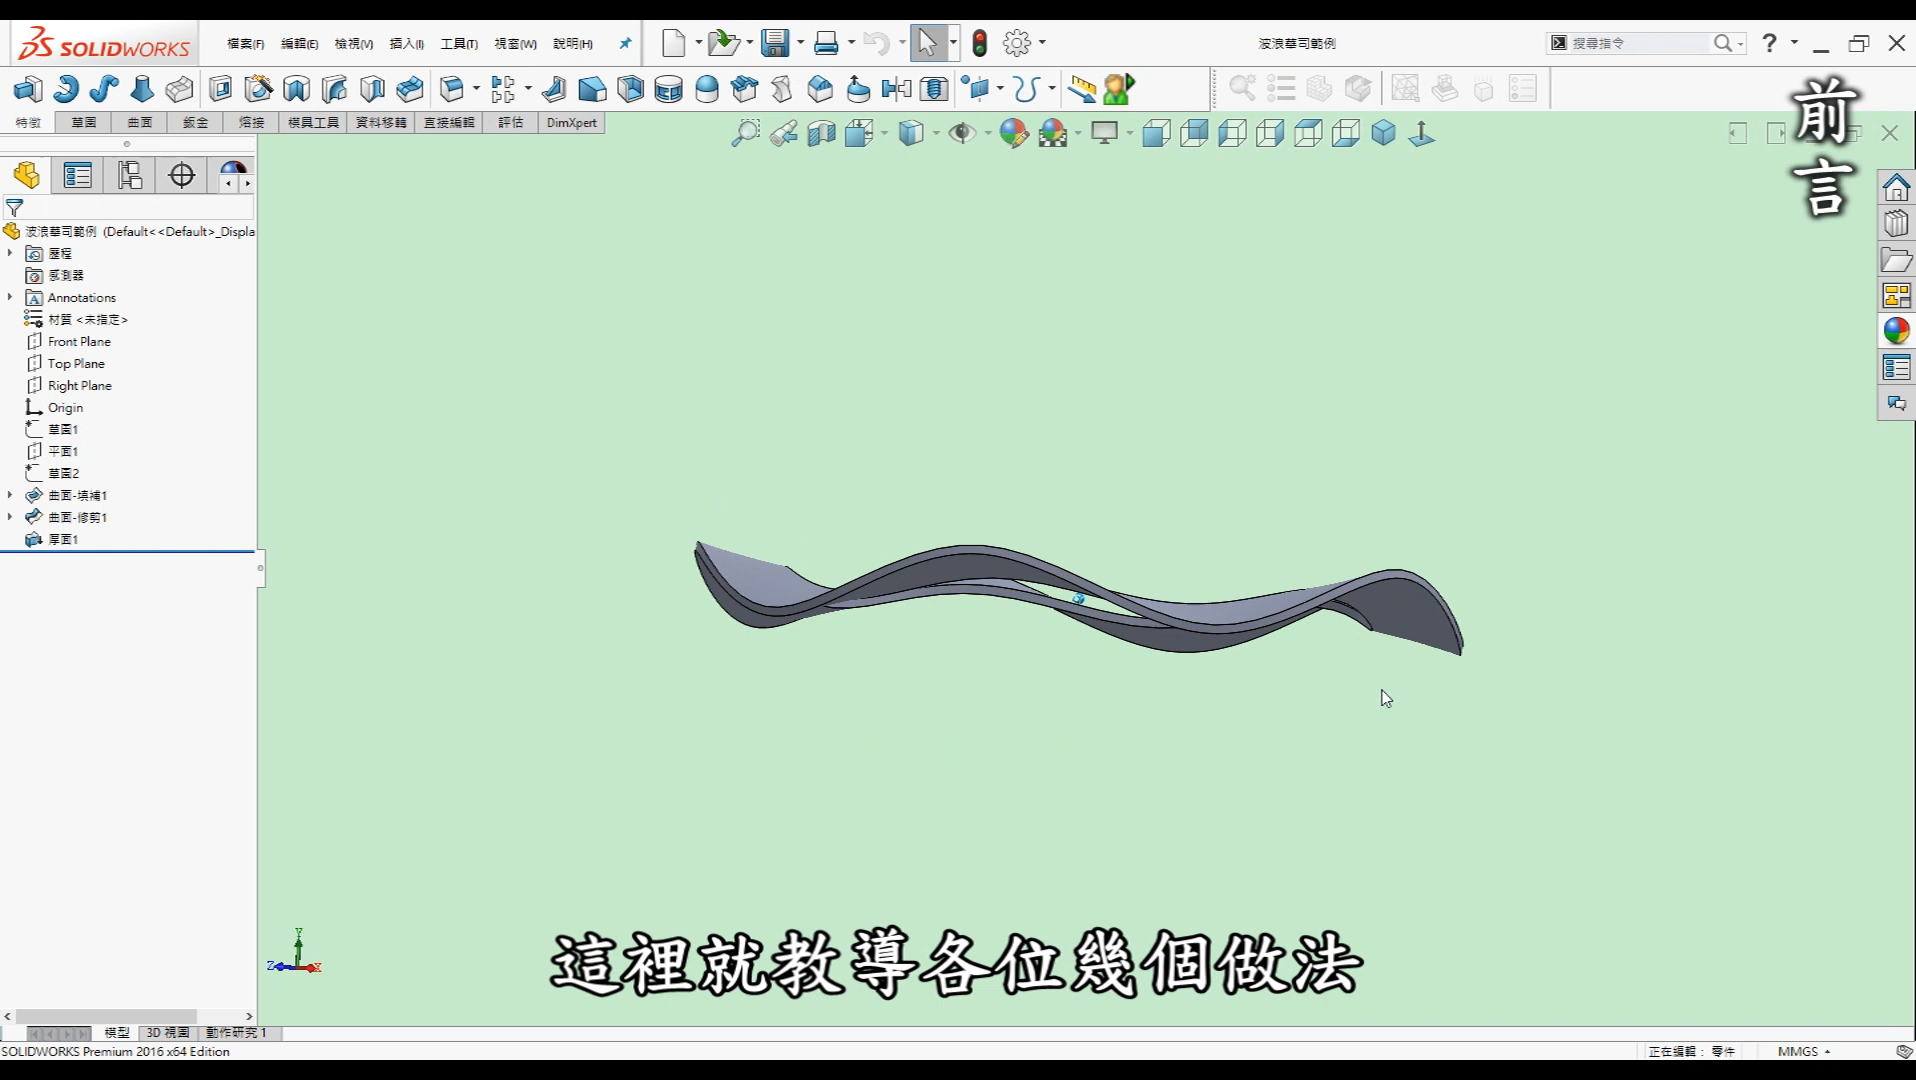 SOLIDWORKS 檔案(F) 編輯(E) 檢視(V) 插入(I) 工具(T) 視窗(W) 說明(H) 波浪華司範例 搜尋指令
特徵 草圖 曲面 鈑金 熔接 模具工具 資料移轉 直接編輯 評估 DimXpert
前言
波浪華司範例 (Default<<Default>_Displa
歷程
感測器
Annotations
材質 <未指定>
Front Plane
Top Plane
Right Plane
Origin
草圖1
平面1
草圖2
曲面-填補1
曲面-修剪1
厚面1
Y
Z X
這裡就教導各位幾個做法
模型 3D 視圖 動作研究 1
SOLIDWORKS Premium 2016 x64 Edition 正在編輯： 零件 MMGS